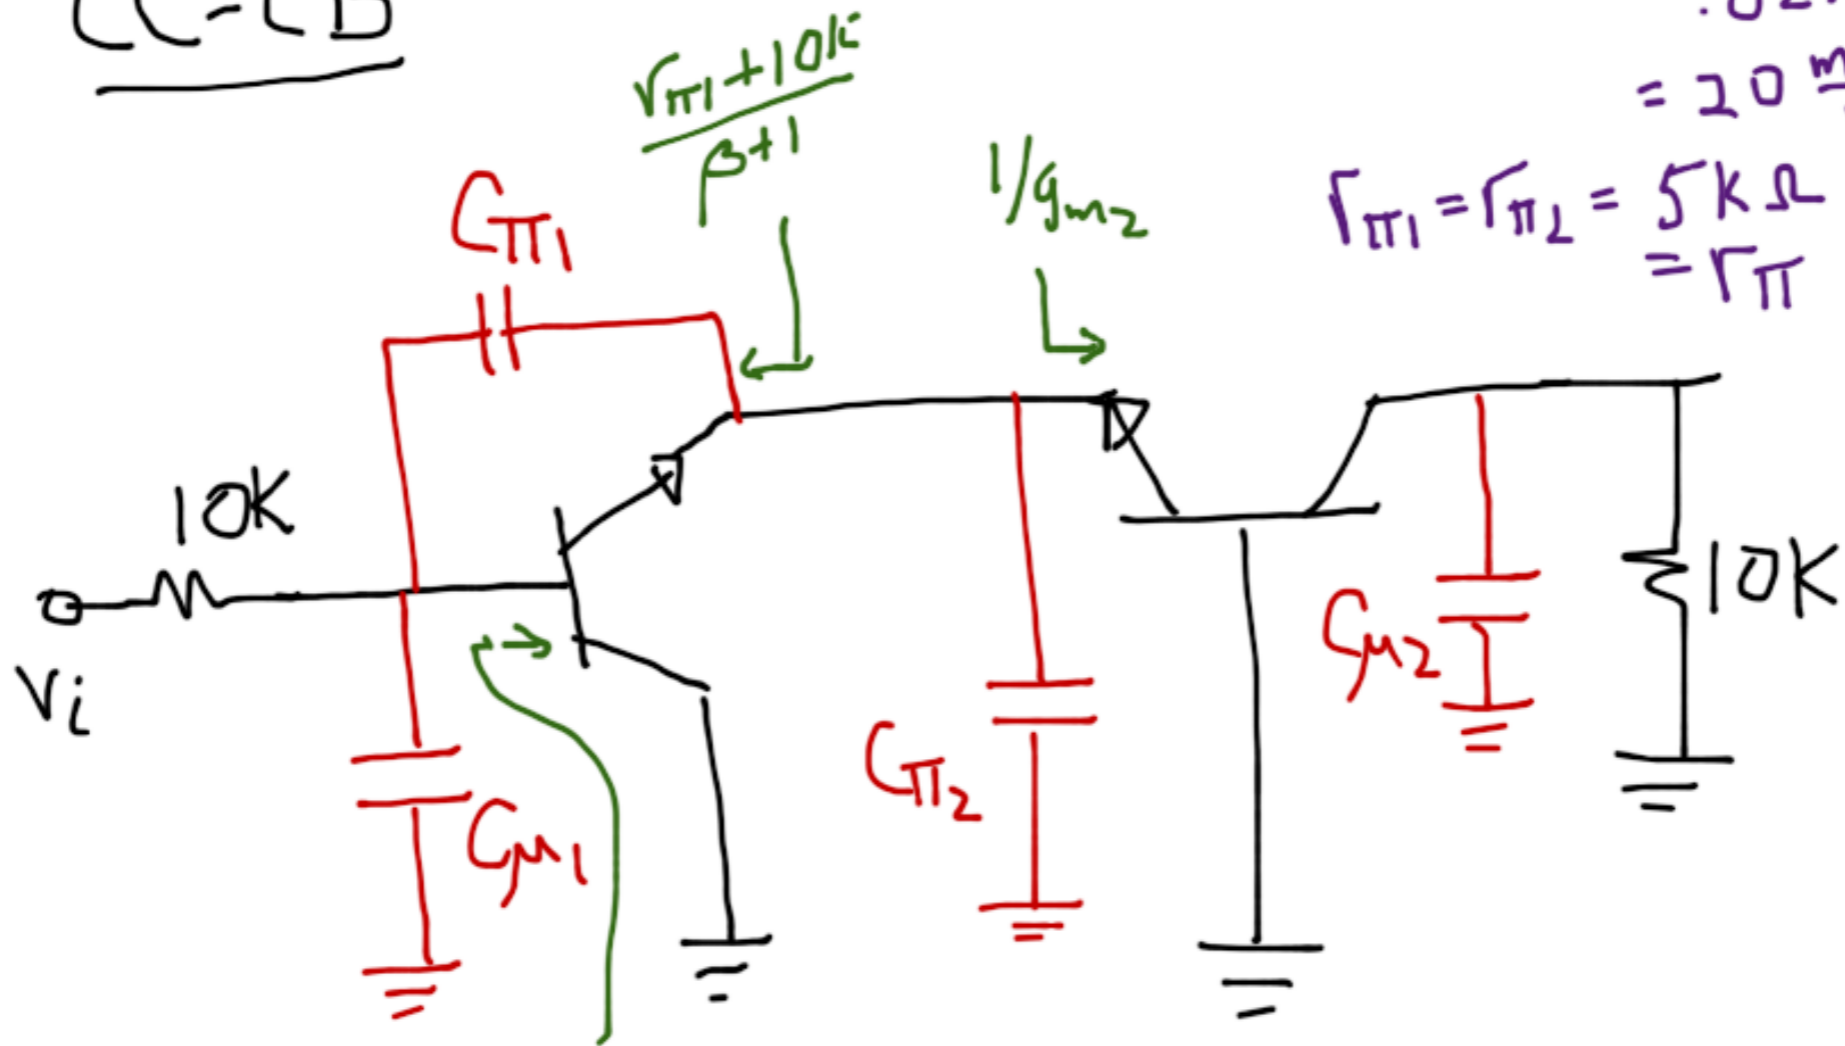 CC-CB
rπ1+10K
β+1
1/gm2
= 20 m
rπ1 = rπ2 = 5KΩ
= rπ
Cπ1
10K
Vi
Cμ1
Cπ2
Cμ2
10K